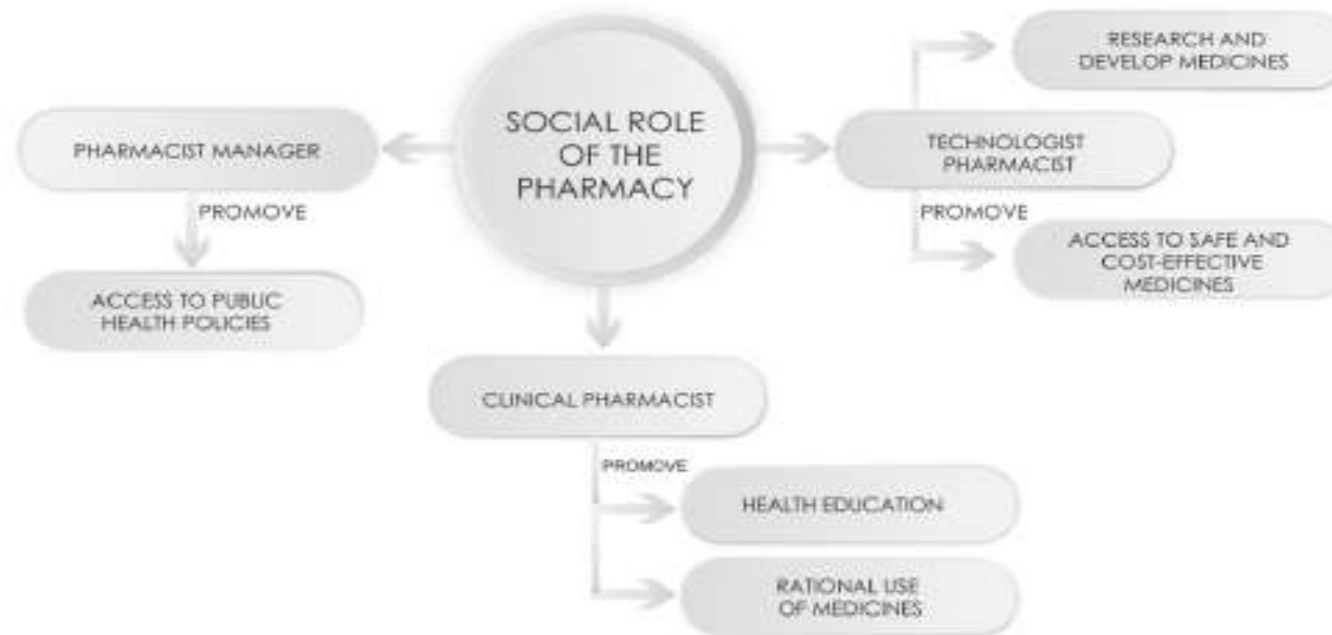 SOCIAL ROLE
OF THE
PHARMACY
PHARMACIST MANAGER
PROMOVE
ACCESS TO PUBLIC
HEALTH POLICIES
TECHNOLOGIST
PHARMACIST
RESEARCH AND
DEVELOP MEDICINES
PROMOVE
ACCESS TO SAFE AND
COST-EFFECTIVE
MEDICINES
CLINICAL PHARMACIST
PROMOVE
HEALTH EDUCATION
RATIONAL USE
OF MEDICINES